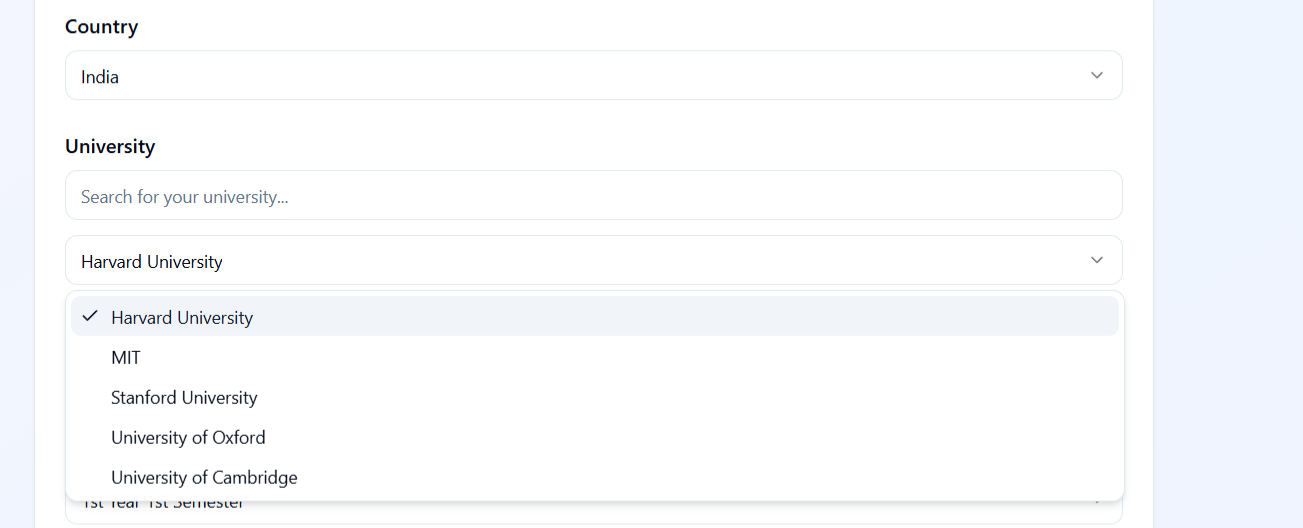 Country
India
University
Search for your university...
Harvard University
Harvard University
MIT
Stanford University
University of Oxford
University of Cambridge
1st Year 1st Semester